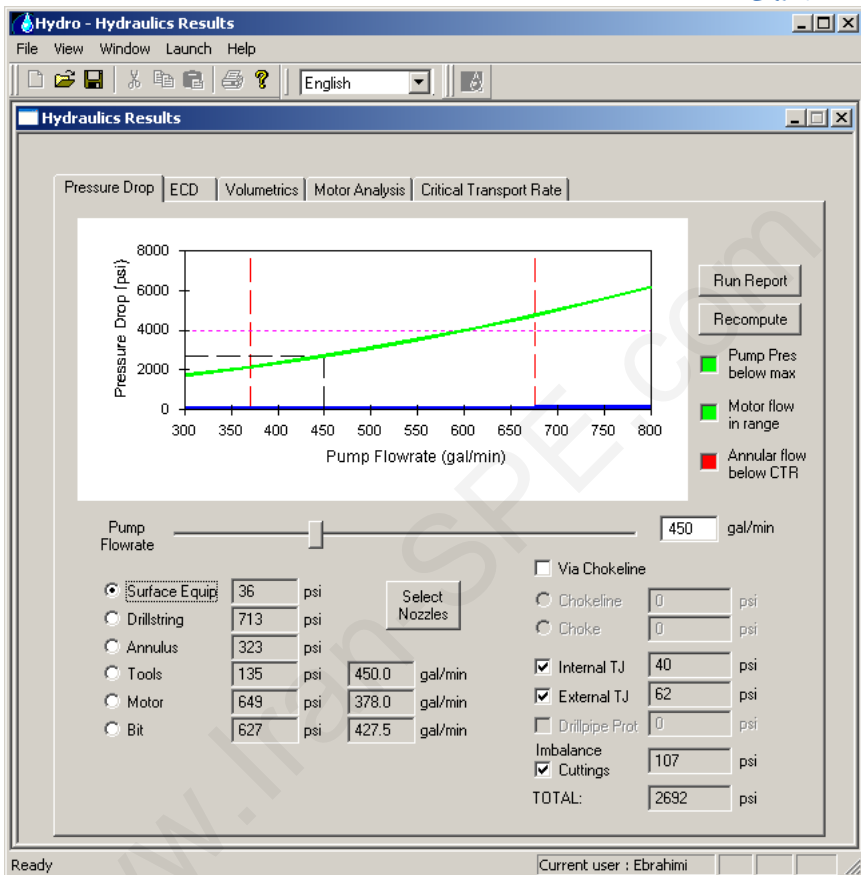 Hydro - Hydraulics Results
File View Window Launch Help
English
Hydraulics Results
Pressure Drop ECD Volumetrics Motor Analysis Critical Transport Rate
8000
6000
4000
2000
0
Pressure Drop [psi]
300 350 400 450 500 550 600 650 700 750 800
Pump Flowrate (gal/min)
Run Report
Recompute
Pump Pres
below max
Motor flow
in range
Annular flow
below CTR
Pump
Flowrate
450 gal/min
Surface Equip 36 psi
Drillstring 713 psi
Annulus 323 psi
Tools 135 psi 450.0 gal/min
Motor 649 psi 378.0 gal/min
Bit 627 psi 427.5 gal/min
Select
Nozzles
Via Chokeline
Chokeline 0 psi
Choke 0 psi
Internal TJ 40 psi
External TJ 62 psi
Drillpipe Prot 0 psi
Imbalance
Cuttings 107 psi
TOTAL: 2692 psi
Ready Current user : Ebrahimi
www.Iran-SPE.com